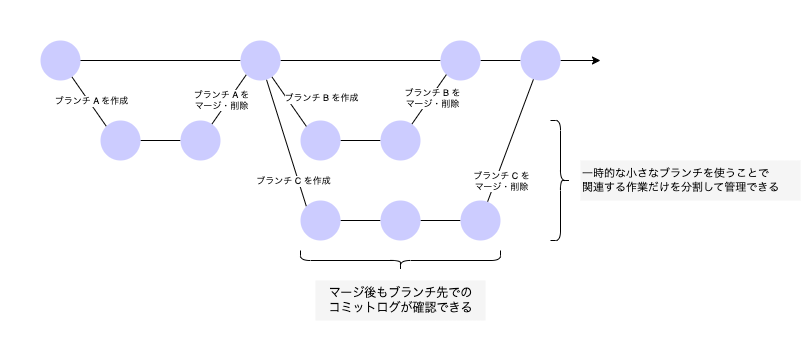 ブランチ A を作成
ブランチ A を
マージ・削除
ブランチ B を作成
ブランチ B を
マージ・削除
ブランチ C を作成
ブランチ C を
マージ・削除
一時的な小さなブランチを使うことで
関連する作業だけを分割して管理できる
マージ後もブランチ先での
コミットログが確認できる